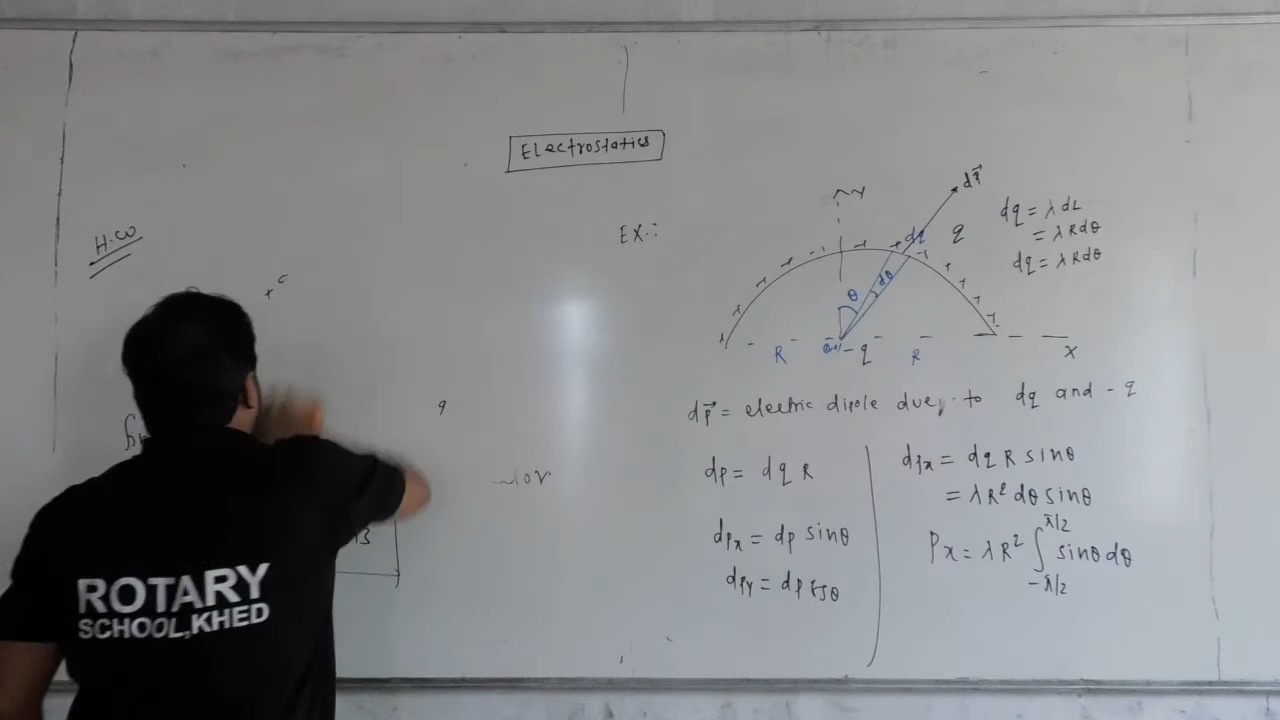 Electrostatics
H.W
c
q
EX.:
Y
dp⃗
dq
q
dq = λ dL
= λ R dθ
dq = λ R dθ
θ
dθ
R
-q
R
X
dp⃗ = electric dipole due to dq and - q
dp = dq R
dpx = dp sinθ
dpy = dp cosθ
dpx = dq R sinθ
= λ R² dθ sinθ
Px = λ R² ∫ sinθ dθ
π/2
-π/2
ROTARY
SCHOOL,KHED